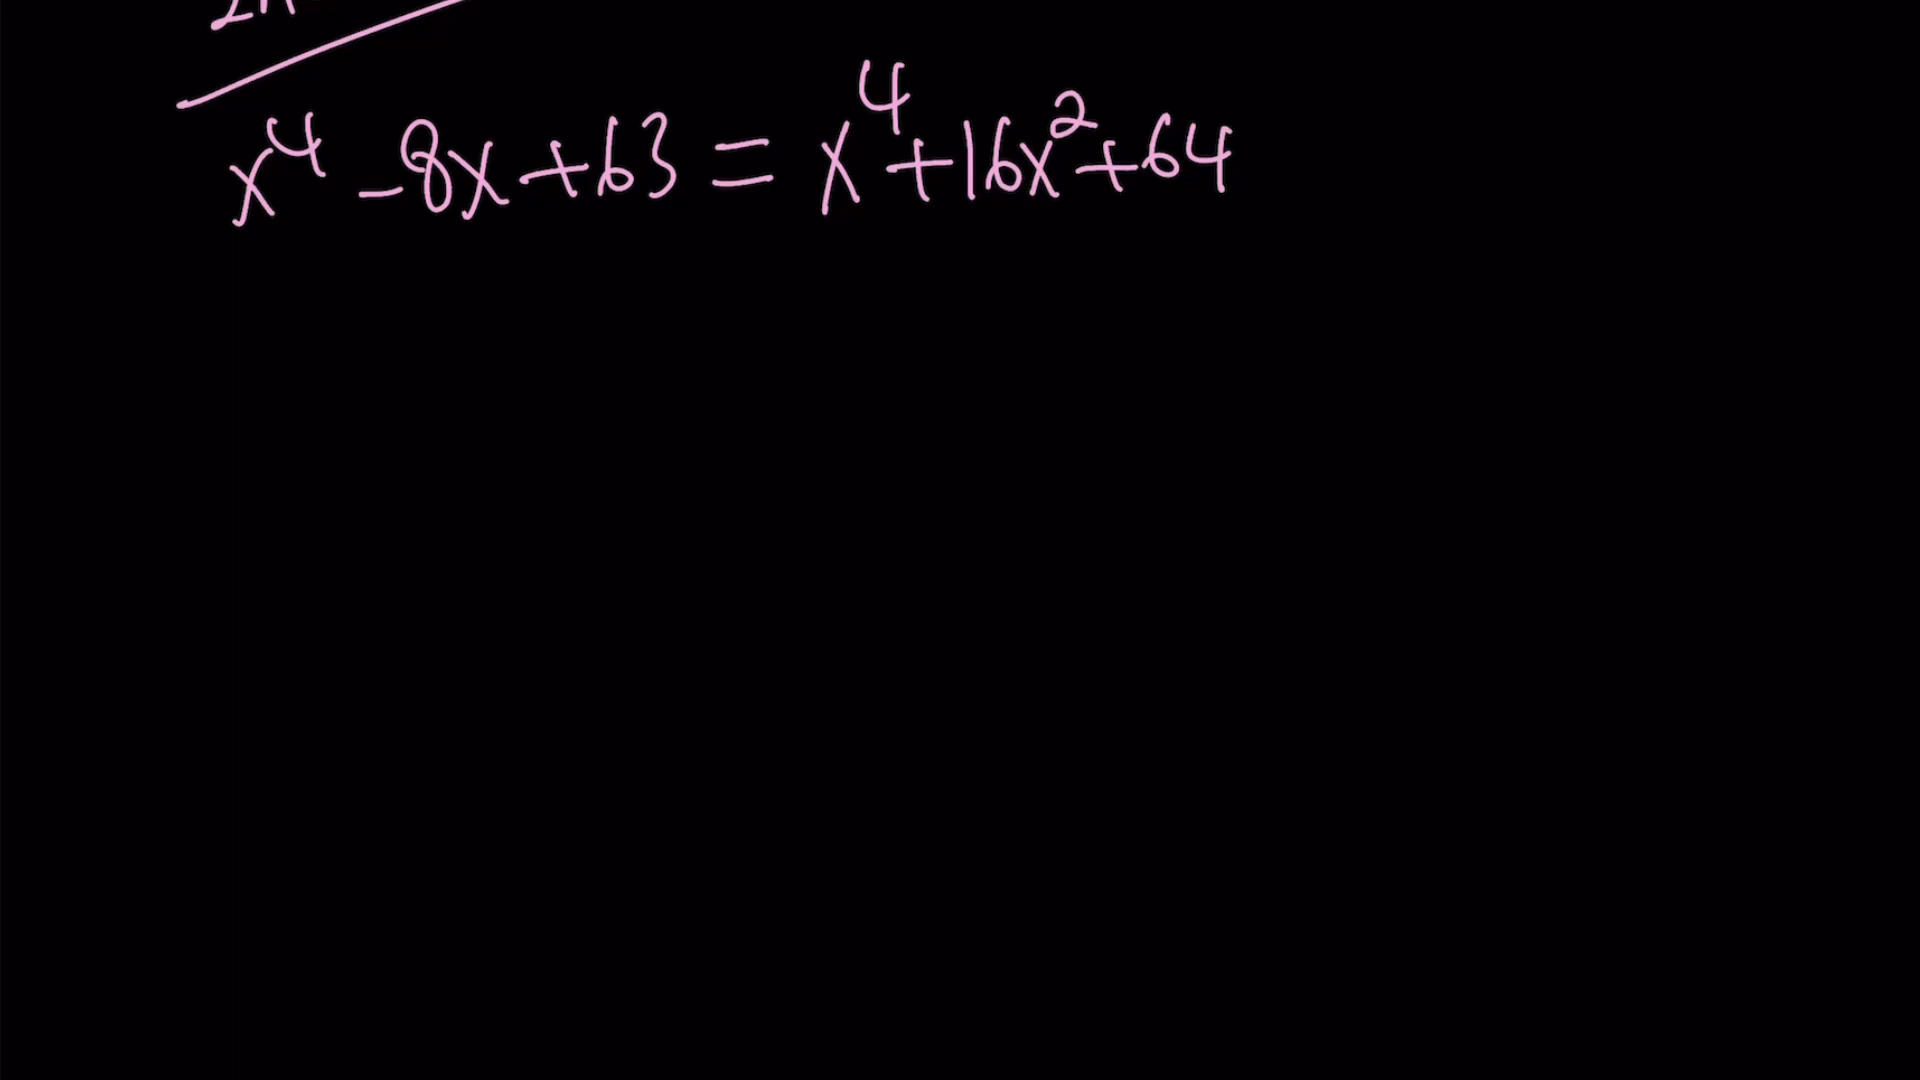 x⁴ - 8x + 63 = x⁴ + 16x² + 64